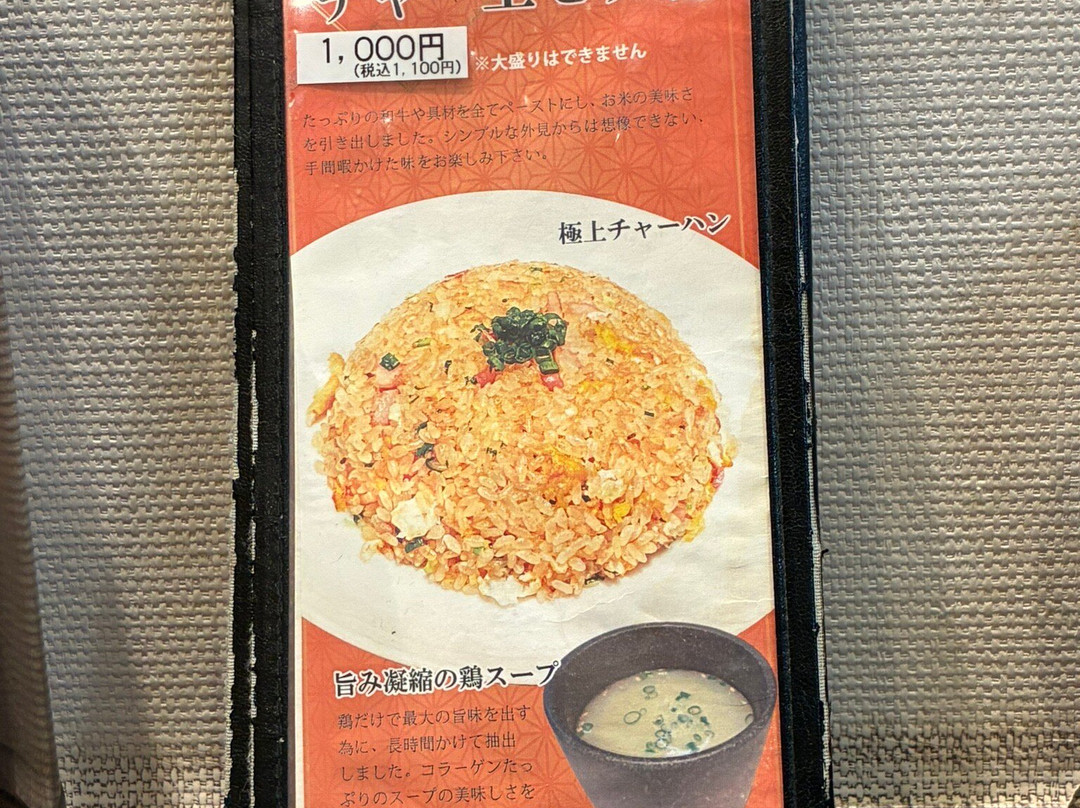 1,000円
(税込1,100円)
※大盛りはできません
たっぷりの和牛や具材を全てペーストにし、お米の美味さ
を引き出しました。シンプルな外見からは想像できない、
手間暇かけた味をお楽しみ下さい。
極上チャーハン
旨み凝縮の鶏スープ
鶏だけで最大の旨味を出す
為に、長時間かけて抽出
しました。コラーゲンたっ
ぷりのスープの美味しさを